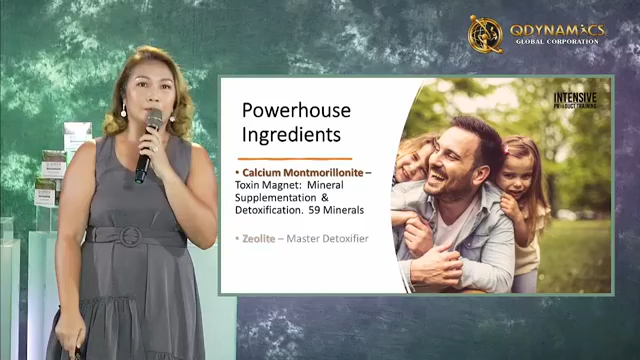 QDYNAMICS
GLOBAL CORPORATION
INTENSIVE
PRODUCT TRAINING
Powerhouse
Ingredients
• Calcium Montmorillonite –
Toxin Magnet: Mineral
Supplementation &
Detoxification. 59 Minerals
• Zeolite – Master Detoxifier